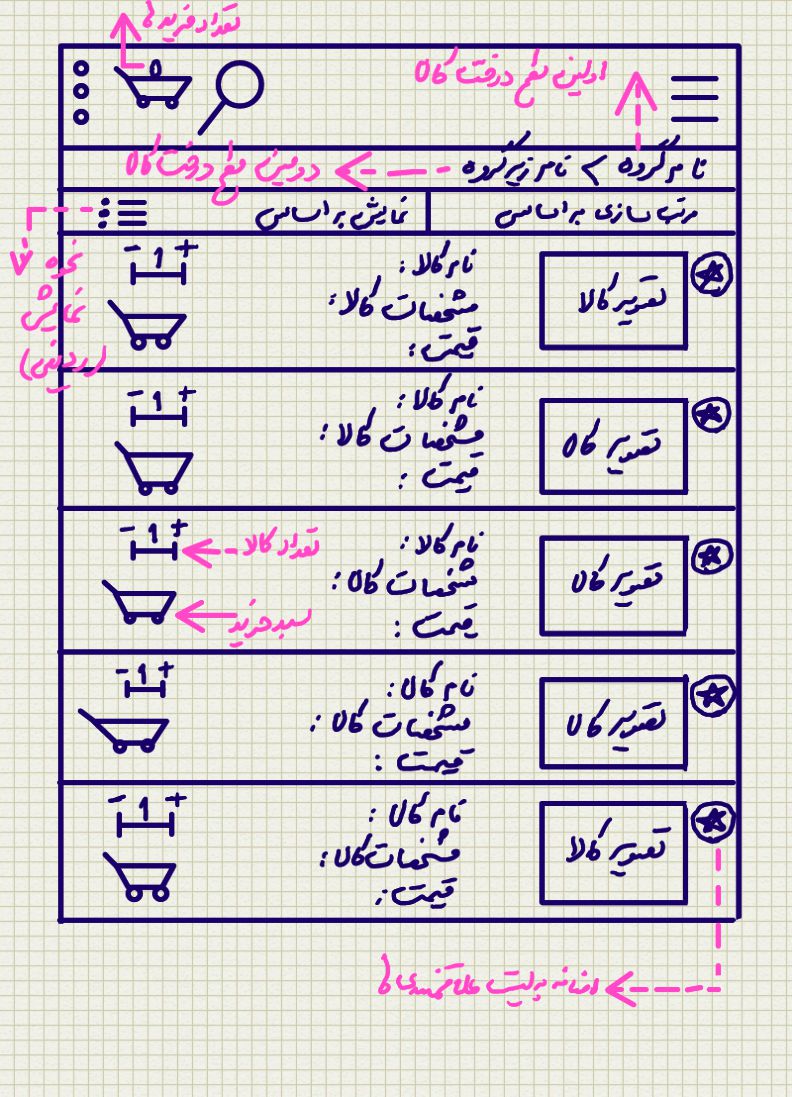 تعداد خریدها
0
اولین سطح درخت کالا
نام گروه > نام زیرگروه
دومین سطح درخت کالا
مرتب سازی براساس
نمایش براساس
نحوه
نمایش
(ردیفی)
تصویر کالا
نام کالا :
مشخصات کالا :
قیمت :
- 1 +
تصویر کالا
نام کالا :
مشخصات کالا :
قیمت :
- 1 +
تصویر کالا
نام کالا :
مشخصات کالا :
قیمت :
- 1 +
تعداد کالا
سبد خرید
تصویر کالا
نام کالا :
مشخصات کالا :
قیمت :
- 1 +
تصویر کالا
نام کالا :
مشخصات کالا :
قیمت :
- 1 +
اضافه به لیست علاقمندی ها